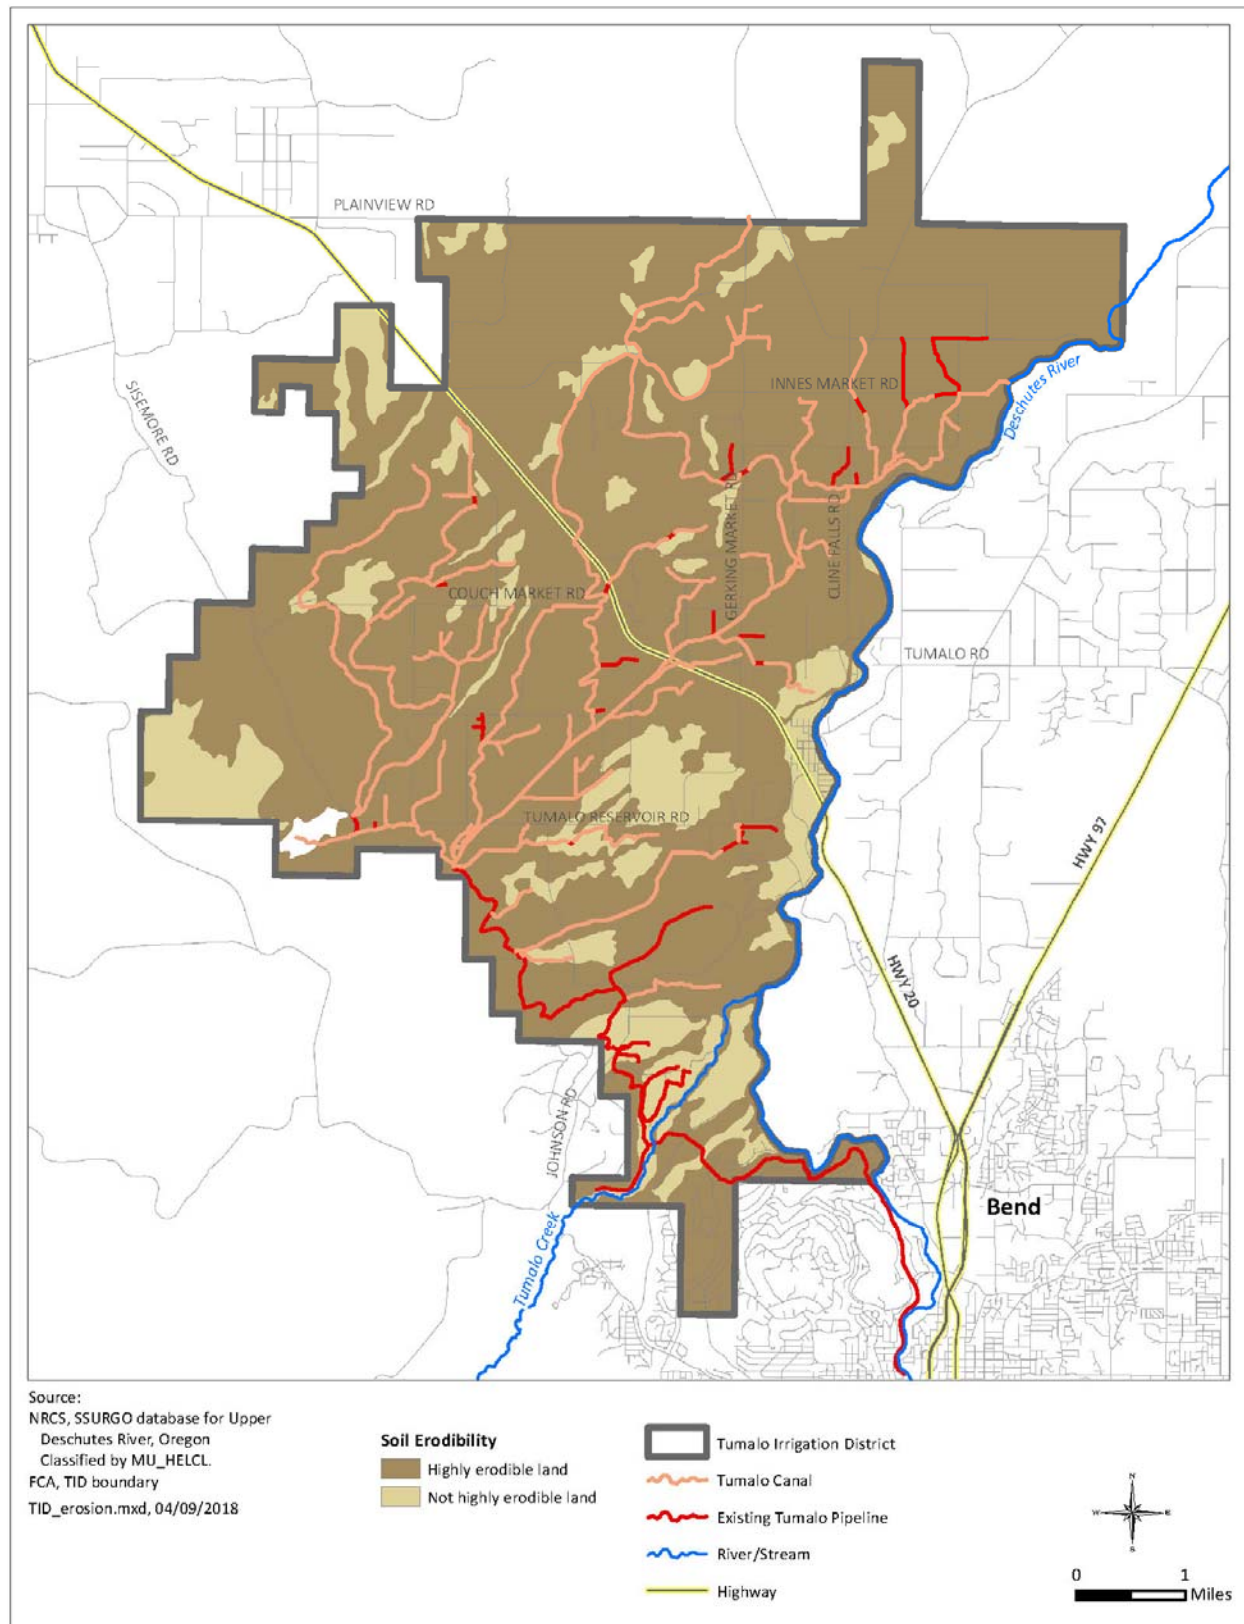 PLAINVIEW RD
SISEMORE RD
INNES MARKET RD
Deschutes River
GERKING MARKET RD
CLINE FALLS RD
COUCH MARKET RD
TUMALO RD
TUMALO RESERVOIR RD
HWY 97
HWY 20
JOHNSON RD
Bend
Tumalo Creek
Source:
NRCS, SSURGO database for Upper
Deschutes River, Oregon
Classified by MU_HELCL.
FCA, TID boundary
TID_erosion.mxd, 04/09/2018
Soil Erodibility
Highly erodible land
Not highly erodible land
Tumalo Irrigation District
Tumalo Canal
Existing Tumalo Pipeline
River/Stream
Highway
N
W E
S
0 1
Miles